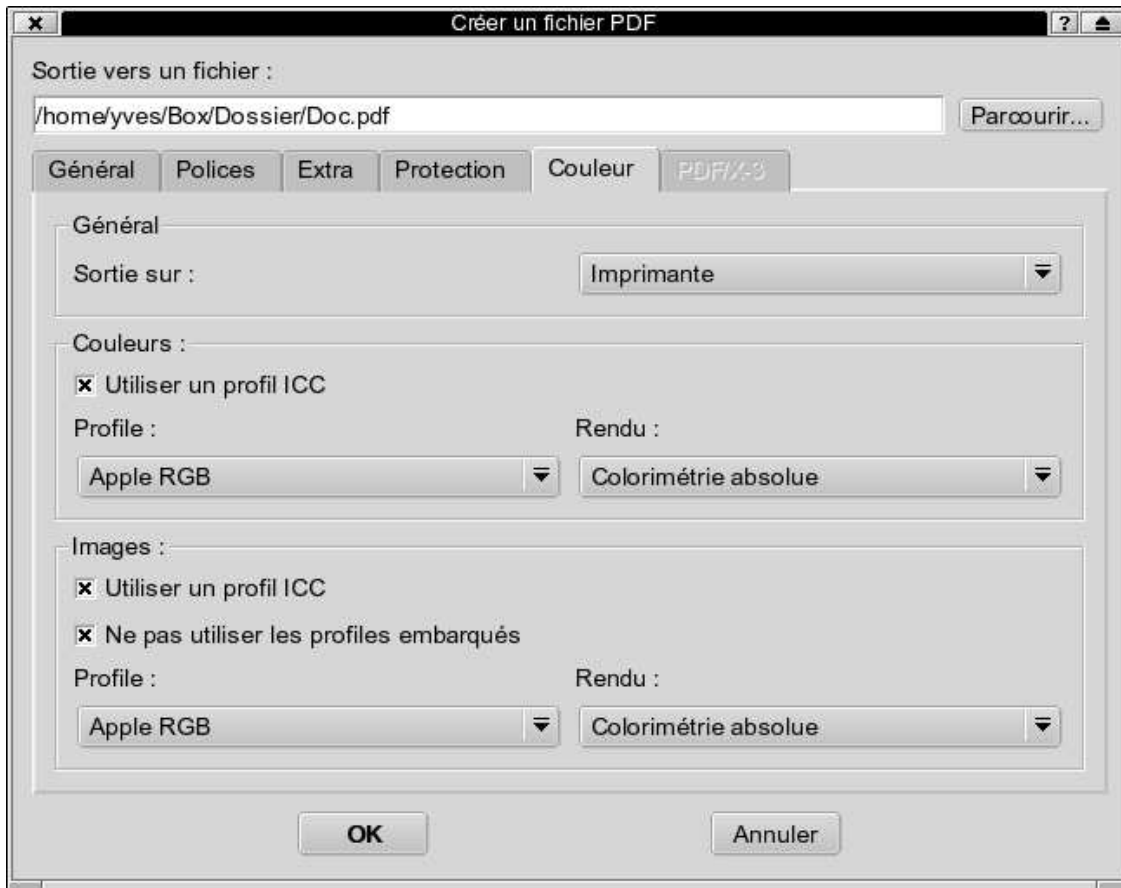 Créer un fichier PDF ?
Sortie vers un fichier :
/home/yves/Box/Dossier/Doc.pdf Parcourir...
Général Polices Extra Protection Couleur PDF/X-3
Général
Sortie sur : Imprimante
Couleurs :
Utiliser un profil ICC
Profile : Rendu :
Apple RGB Colorimétrie absolue
Images :
Utiliser un profil ICC
Ne pas utiliser les profiles embarqués
Profile : Rendu :
Apple RGB Colorimétrie absolue
OK Annuler